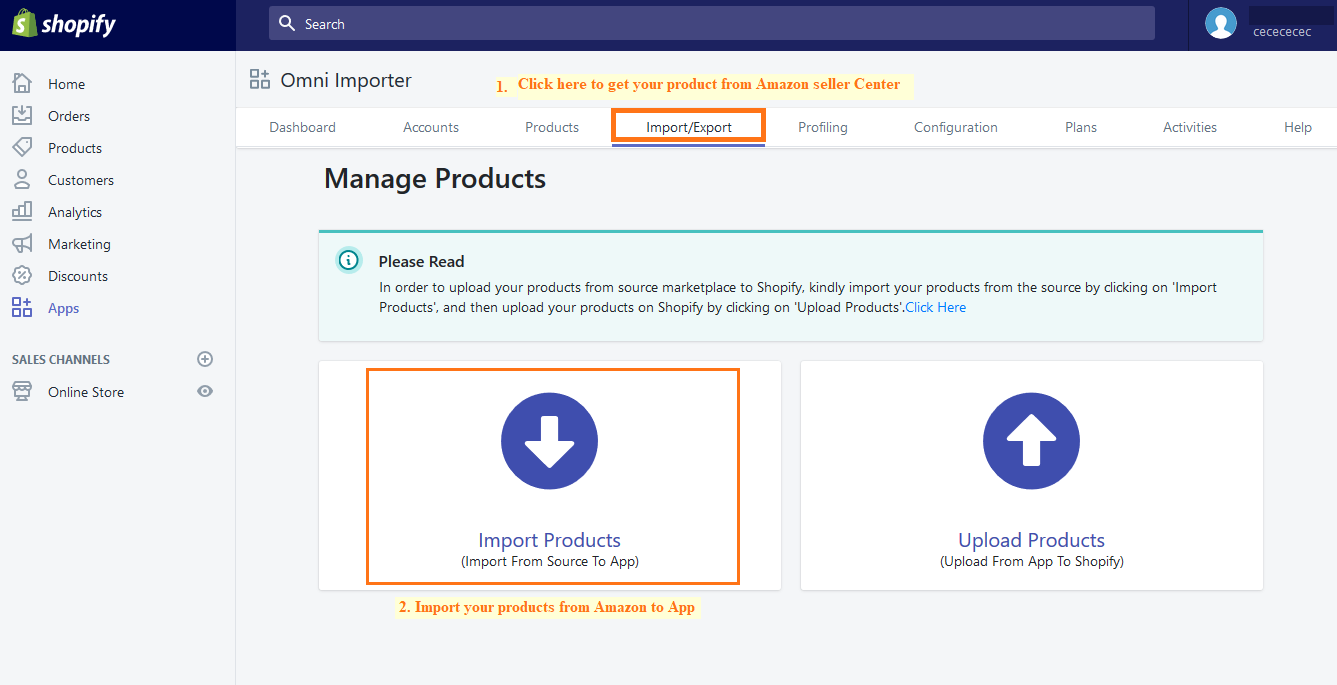 shopify
Search
cecececec
Home
Orders
Products
Customers
Analytics
Marketing
Discounts
Apps
SALES CHANNELS
Online Store
Omni Importer
1. Click here to get your product from Amazon seller Center
Dashboard Accounts Products Import/Export Profiling Configuration Plans Activities Help
Manage Products
Please Read
In order to upload your products from source marketplace to Shopify, kindly import your products from the source by clicking on 'Import
Products', and then upload your products on Shopify by clicking on 'Upload Products'.Click Here
Import Products
(Import From Source To App)
2. Import your products from Amazon to App
Upload Products
(Upload From App To Shopify)